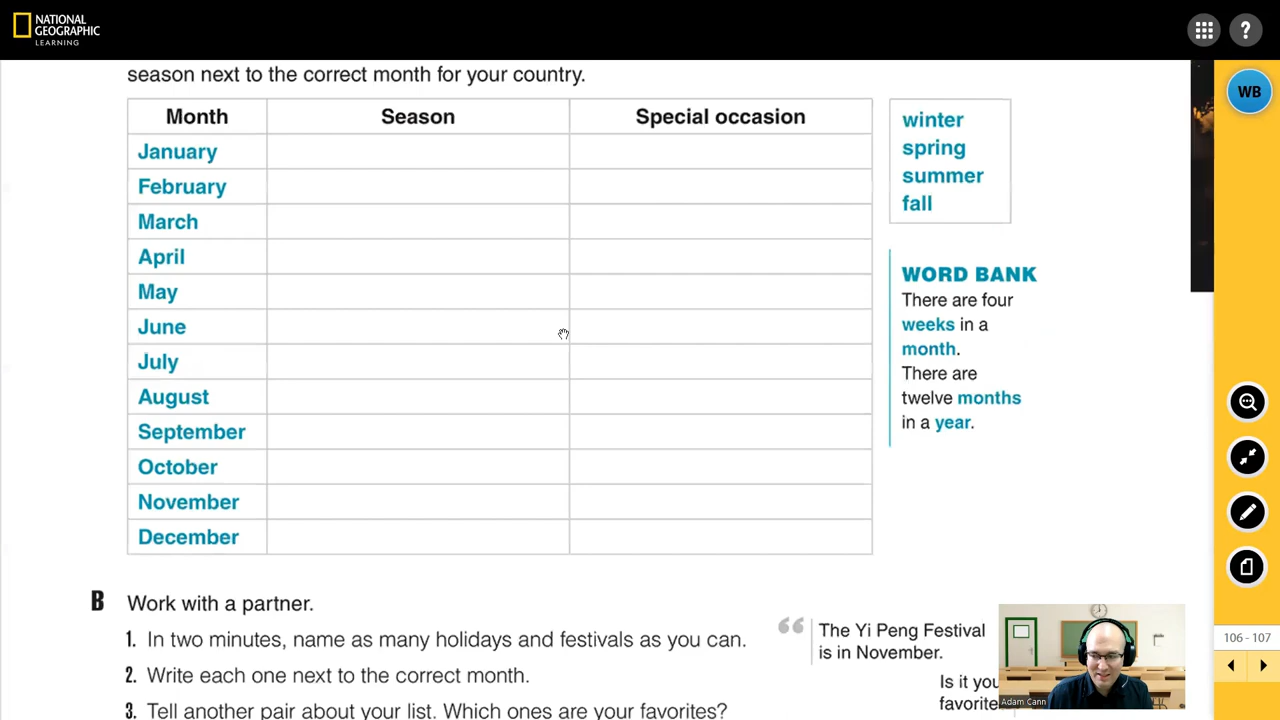 NATIONAL
GEOGRAPHIC
LEARNING
?
WB
season next to the correct month for your country.
Month Season Special occasion
January
February
March
April
May
June
July
August
September
October
November
December
winter
spring
summer
fall
WORD BANK
There are four
weeks in a
month.
There are
twelve months
in a year.
B Work with a partner.
1. In two minutes, name as many holidays and festivals as you can.
2. Write each one next to the correct month.
3. Tell another pair about your list. Which ones are your favorites?
“ The Yi Peng Festival
is in November.
Is it you
favorite
Adam Cann
106 - 107